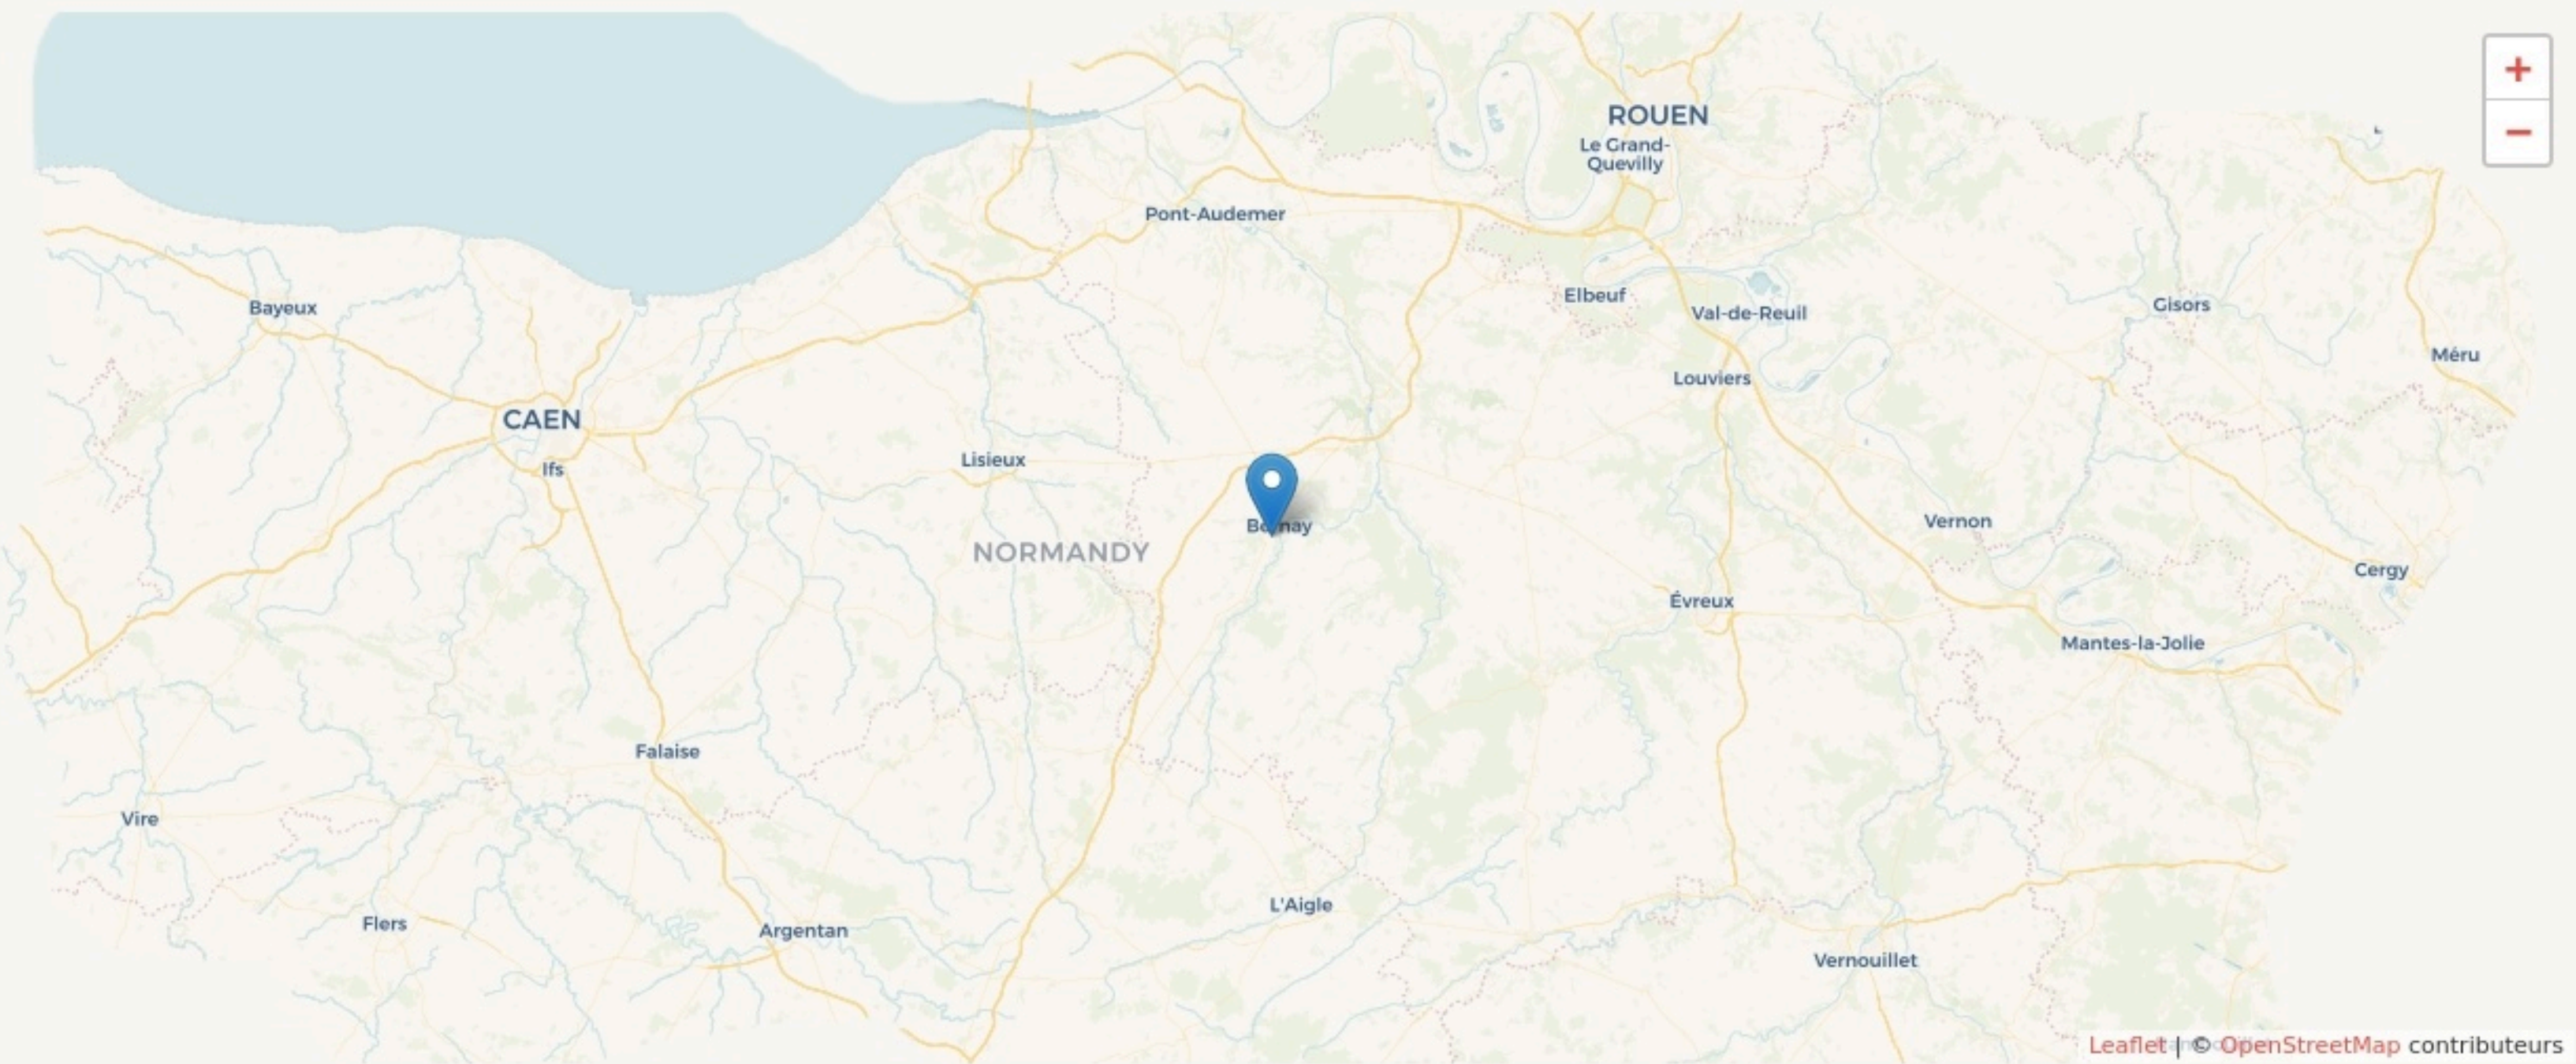 +
−
ROUEN
Le Grand-
Quevilly
Pont-Audemer
Elbeuf
Bayeux
Val-de-Reuil
Gisors
Méru
Louviers
CAEN
Ifs
Lisieux
Vernon
Bernay
NORMANDY
Cergy
Évreux
Mantes-la-Jolie
Falaise
Vire
L'Aigle
Flers
Argentan
Vernouillet
Leaflet | © OpenStreetMap contributeurs